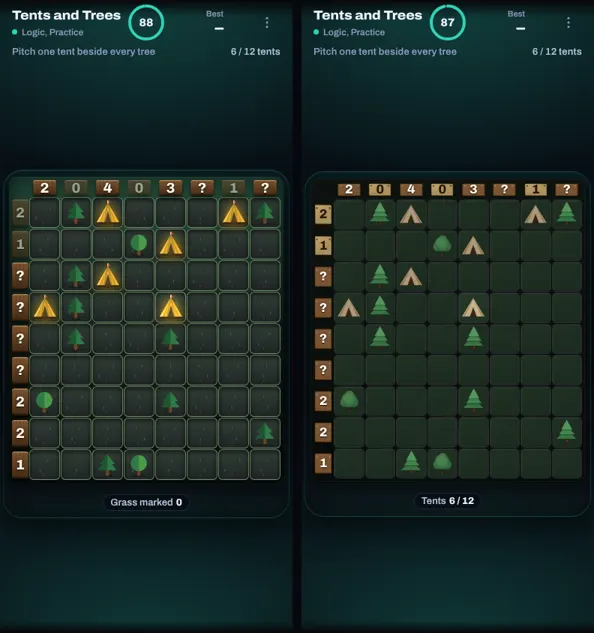 Tents and Trees
88
Best
–
Logic, Practice
Pitch one tent beside every tree
6 / 12 tents
2 0 4 0 3 ? 1 ?
2
1
?
?
?
?
2
2
1
Grass marked 0
Tents and Trees
87
Best
–
Logic, Practice
Pitch one tent beside every tree
6 / 12 tents
2 0 4 0 3 ? 1 ?
2
1
?
?
?
?
2
2
1
Tents 6 / 12